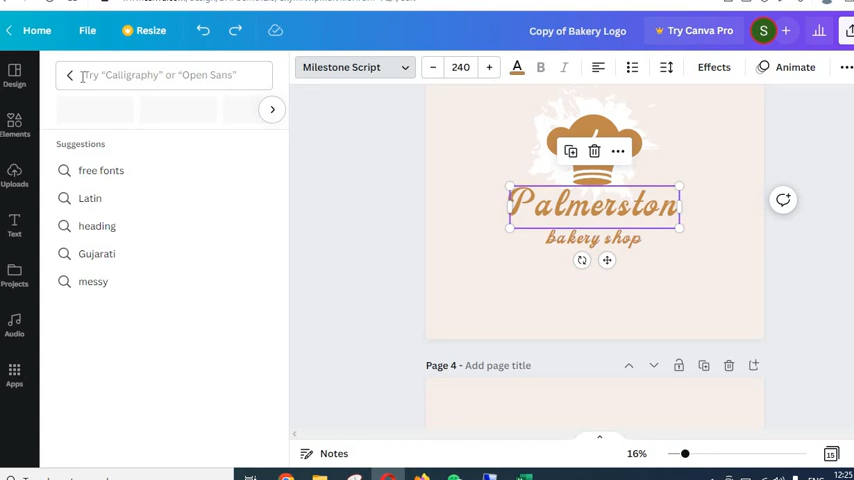 Home
File
Resize
Copy of Bakery Logo
Try Canva Pro
S
Try "Calligraphy" or "Open Sans"
Milestone Script
240
A
B
I
Effects
Animate
Design
Elements
Uploads
Text
Projects
Audio
Apps
Suggestions
free fonts
Latin
heading
Gujarati
messy
Palmerston
bakery shop
Page 4 - Add page title
Notes
16%
15
ENG
12:25